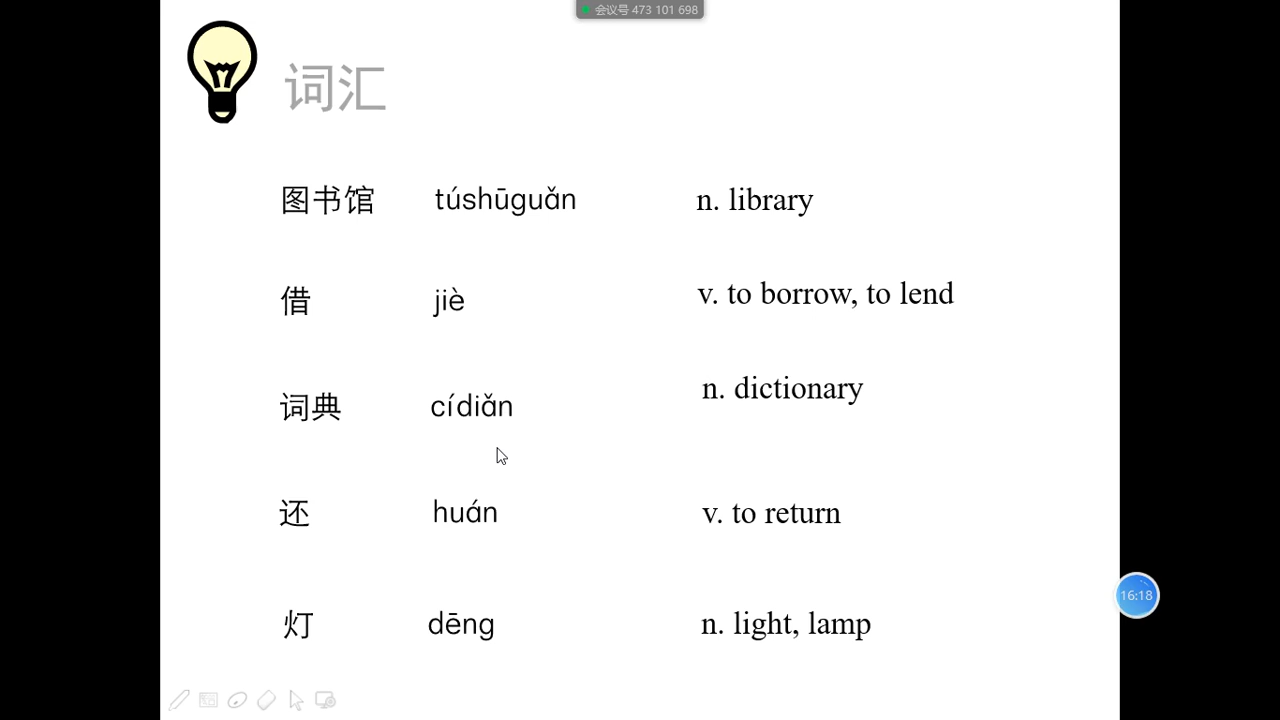 会议号 473 101 698
词汇
图书馆 túshūguǎn n. library
借 jiè v. to borrow, to lend
词典 cídiǎn n. dictionary
还 huán v. to return
16:18
灯 dēng n. light, lamp